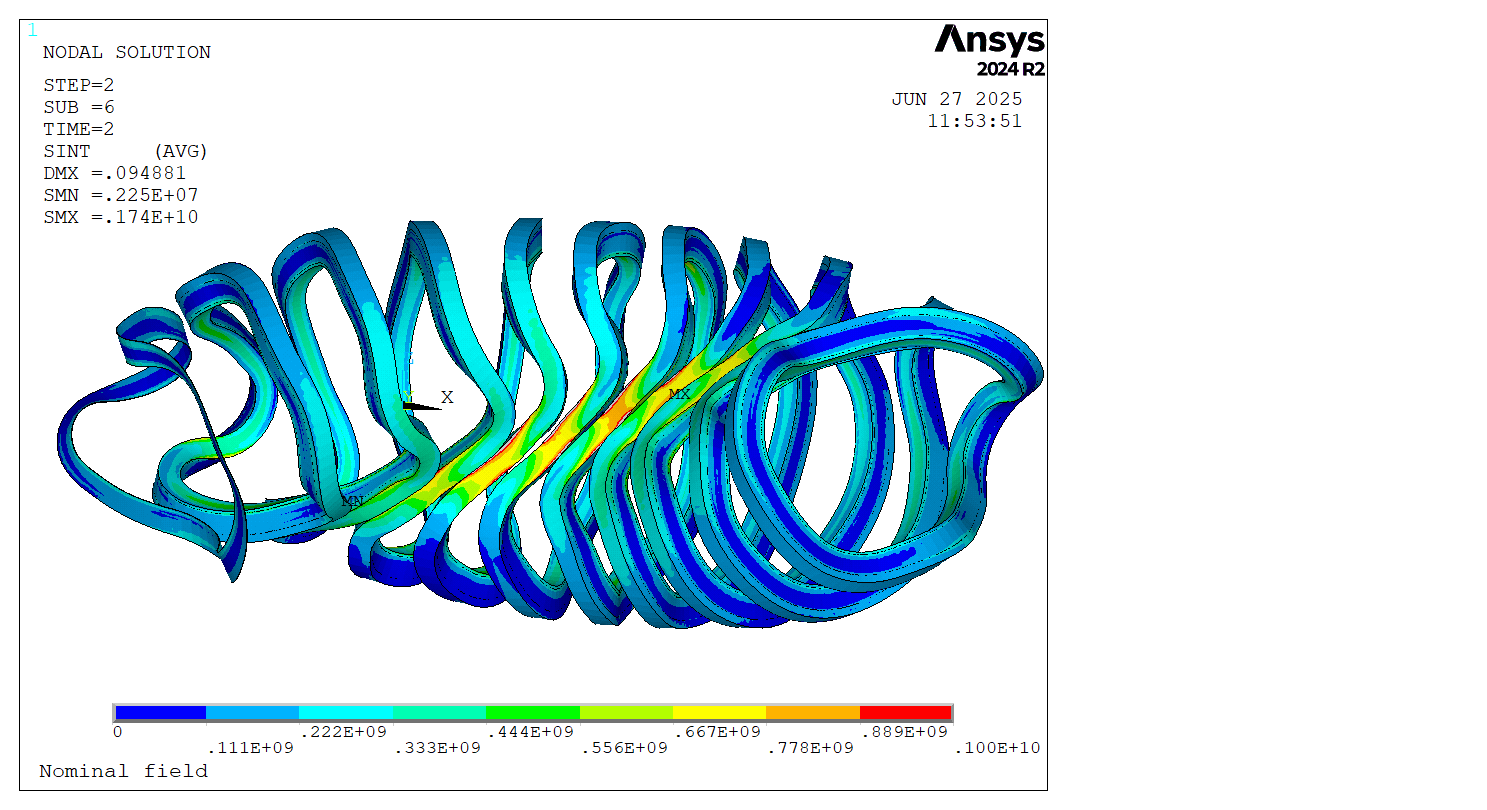 1
NODAL SOLUTION
STEP=2
SUB =6
TIME=2
SINT (AVG)
DMX =.094881
SMN =.225E+07
SMX =.174E+10
Ansys
2024 R2
JUN 27 2025
11:53:51
X
MX
MN
0 .222E+09 .444E+09 .667E+09 .889E+09
.111E+09 .333E+09 .556E+09 .778E+09 .100E+10
Nominal field